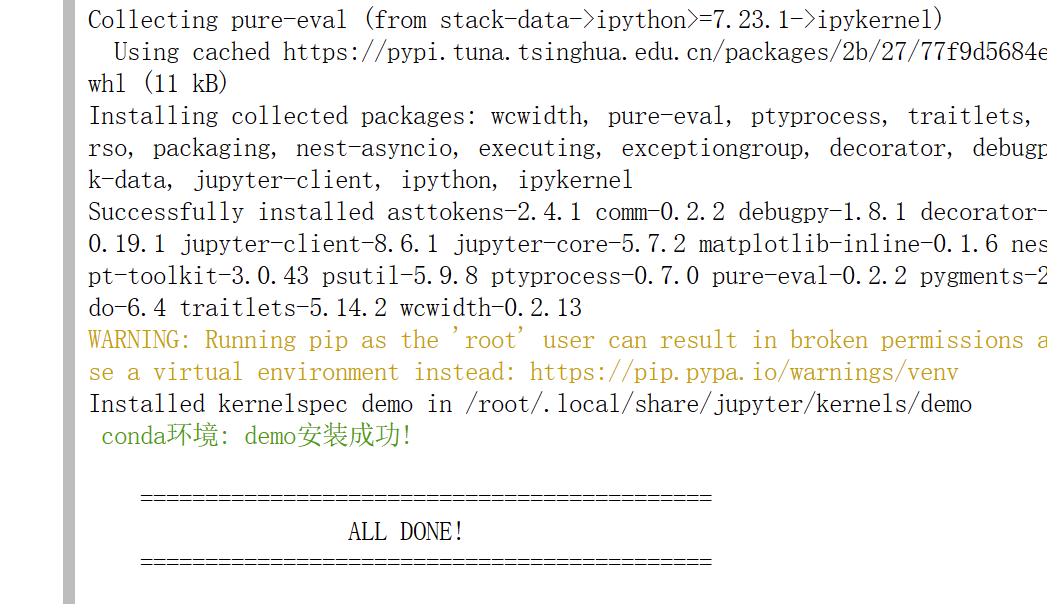 Collecting pure-eval (from stack-data->ipython>=7.23.1->ipykernel)
Using cached https://pypi.tuna.tsinghua.edu.cn/packages/2b/27/77f9d5684e
whl (11 kB)
Installing collected packages: wcwidth, pure-eval, ptyprocess, traitlets,
rso, packaging, nest-asyncio, executing, exceptiongroup, decorator, debugp
k-data, jupyter-client, ipython, ipykernel
Successfully installed asttokens-2.4.1 comm-0.2.2 debugpy-1.8.1 decorator-
0.19.1 jupyter-client-8.6.1 jupyter-core-5.7.2 matplotlib-inline-0.1.6 nes
pt-toolkit-3.0.43 psutil-5.9.8 ptyprocess-0.7.0 pure-eval-0.2.2 pygments-2
do-6.4 traitlets-5.14.2 wcwidth-0.2.13
WARNING: Running pip as the 'root' user can result in broken permissions a
se a virtual environment instead: https://pip.pypa.io/warnings/venv
Installed kernelspec demo in /root/.local/share/jupyter/kernels/demo
conda环境: demo安装成功!
============================================
ALL DONE!
============================================